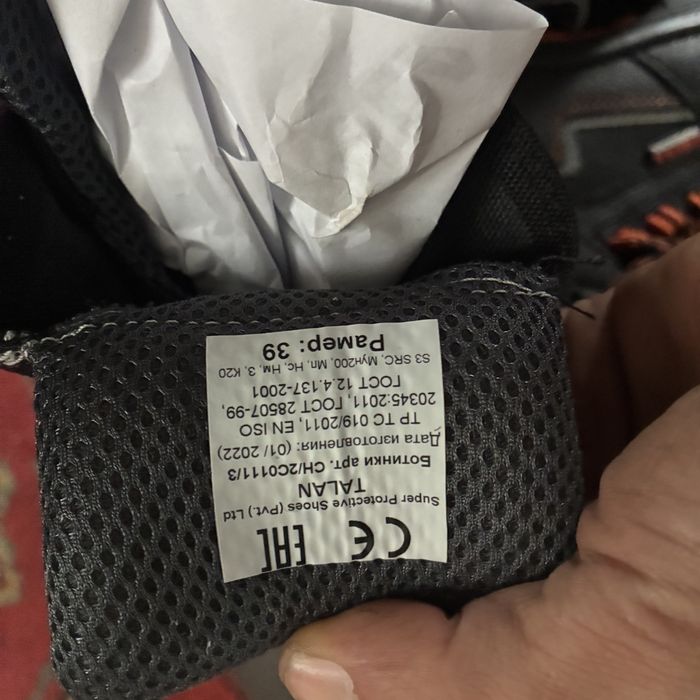 CE EAC
Super Protective Shoes (Pvt.) Ltd
TALAN
Ботинки арт. CH/2C0111/3
Дата изготовления: (01/ 2022)
ТР ТС 019/2011, EN ISO
20345:2011, ГОСТ 28507-99,
ГОСТ 12.4.137-2001
S3 SRC, Мун200, Мп, Нс, Нм, З, К20
Рамер: 39